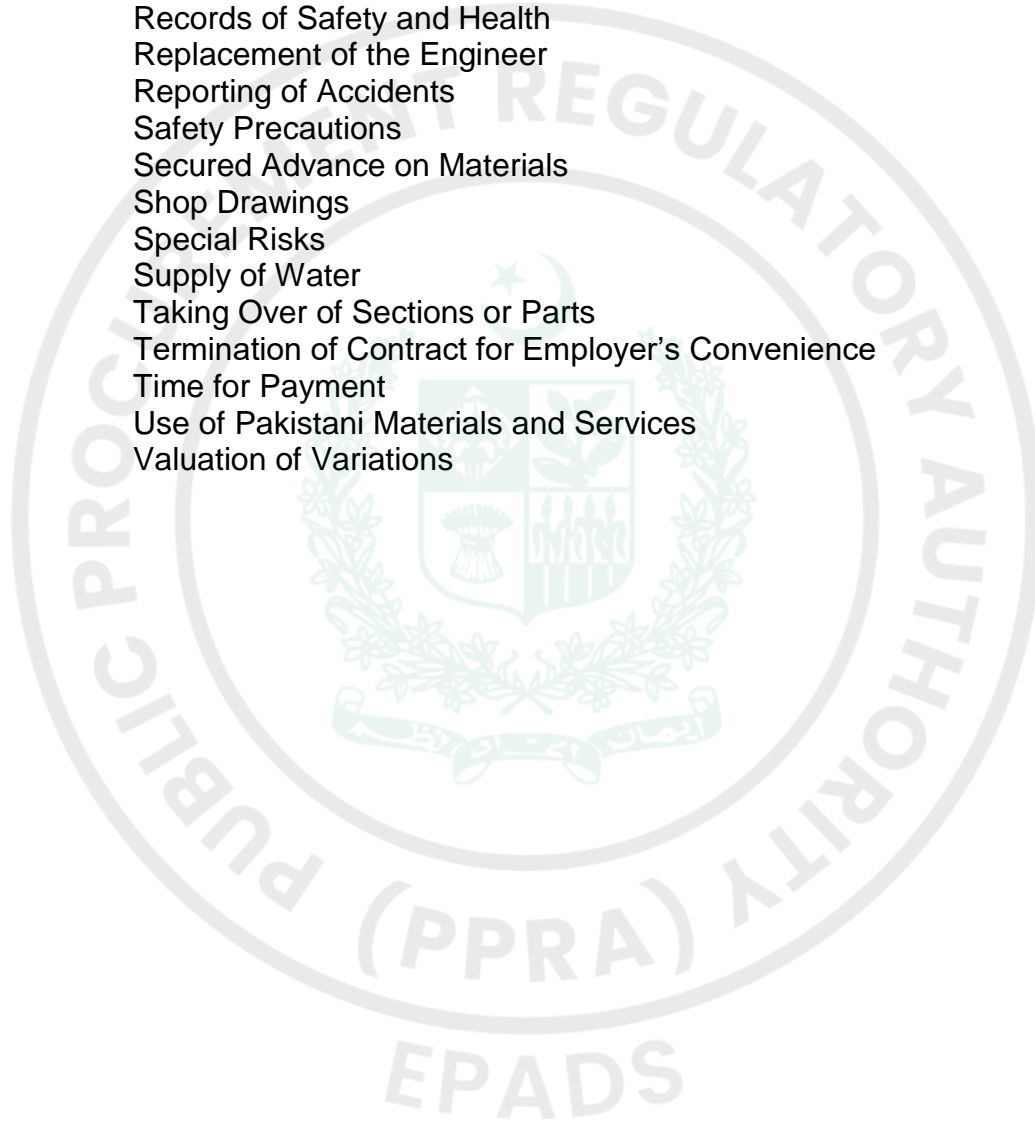 Records of Safety and Health
Replacement of the Engineer
Reporting of Accidents
Safety Precautions
Secured Advance on Materials
Shop Drawings
Special Risks
Supply of Water
Taking Over of Sections or Parts
Termination of Contract for Employer’s Convenience
Time for Payment
Use of Pakistani Materials and Services
Valuation of Variations
PUBLIC PROCUREMENT REGULATORY AUTHORITY
(PPRA)
EPADS